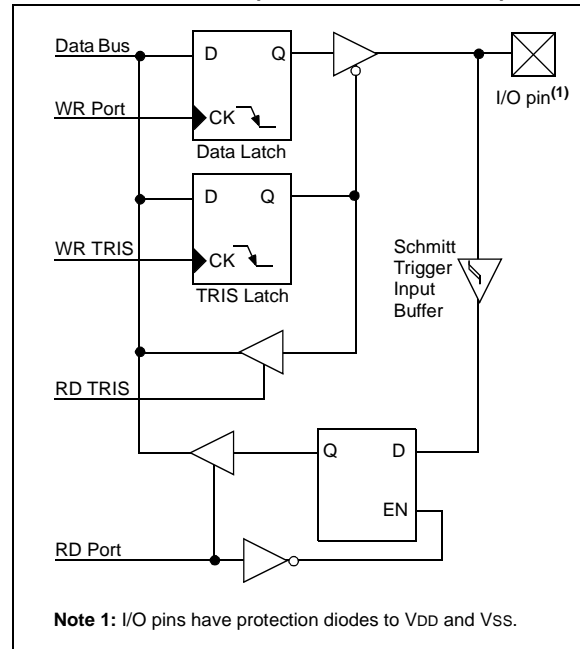 Data Bus
D Q
I/O pin(1)
WR Port
CK
Data Latch
D Q
WR TRIS
CK
TRIS Latch
Schmitt
Trigger
Input
Buffer
RD TRIS
Q D
EN
RD Port
Note 1: I/O pins have protection diodes to VDD and VSS.